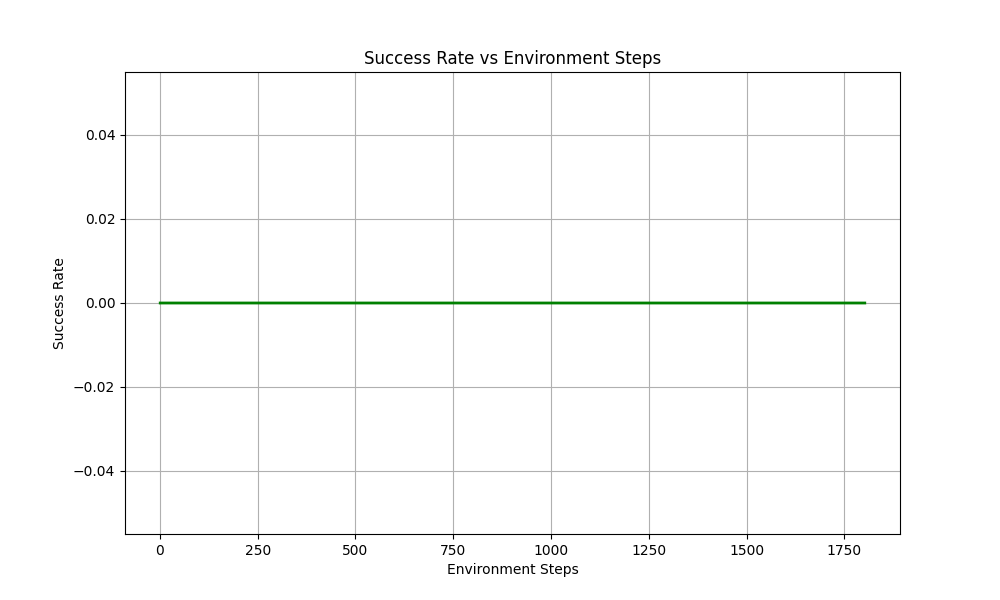 Success Rate vs Environment Steps
0.04
0.02
0.00
−0.02
−0.04
Success Rate
0 250 500 750 1000 1250 1500 1750
Environment Steps